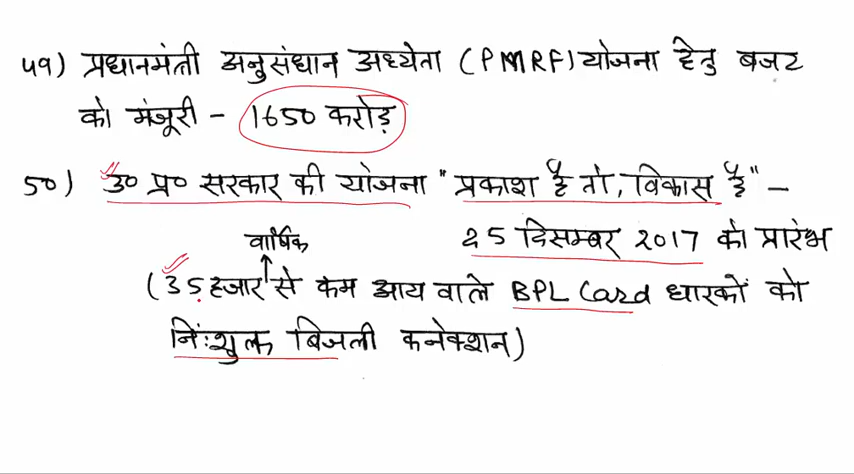 49) प्रधानमंत्री अनुसंधान अध्येता (PMRF) योजना हेतु बजट
को मंजूरी - 1650 करोड़
50) उ० प्र० सरकार की योजना "प्रकाश है तो, विकास है" -
25 दिसम्बर 2017 को प्रारंभ
वार्षिक
(35 हजार से कम आय वाले BPL Card धारकों को
निःशुल्क बिजली कनेक्शन)